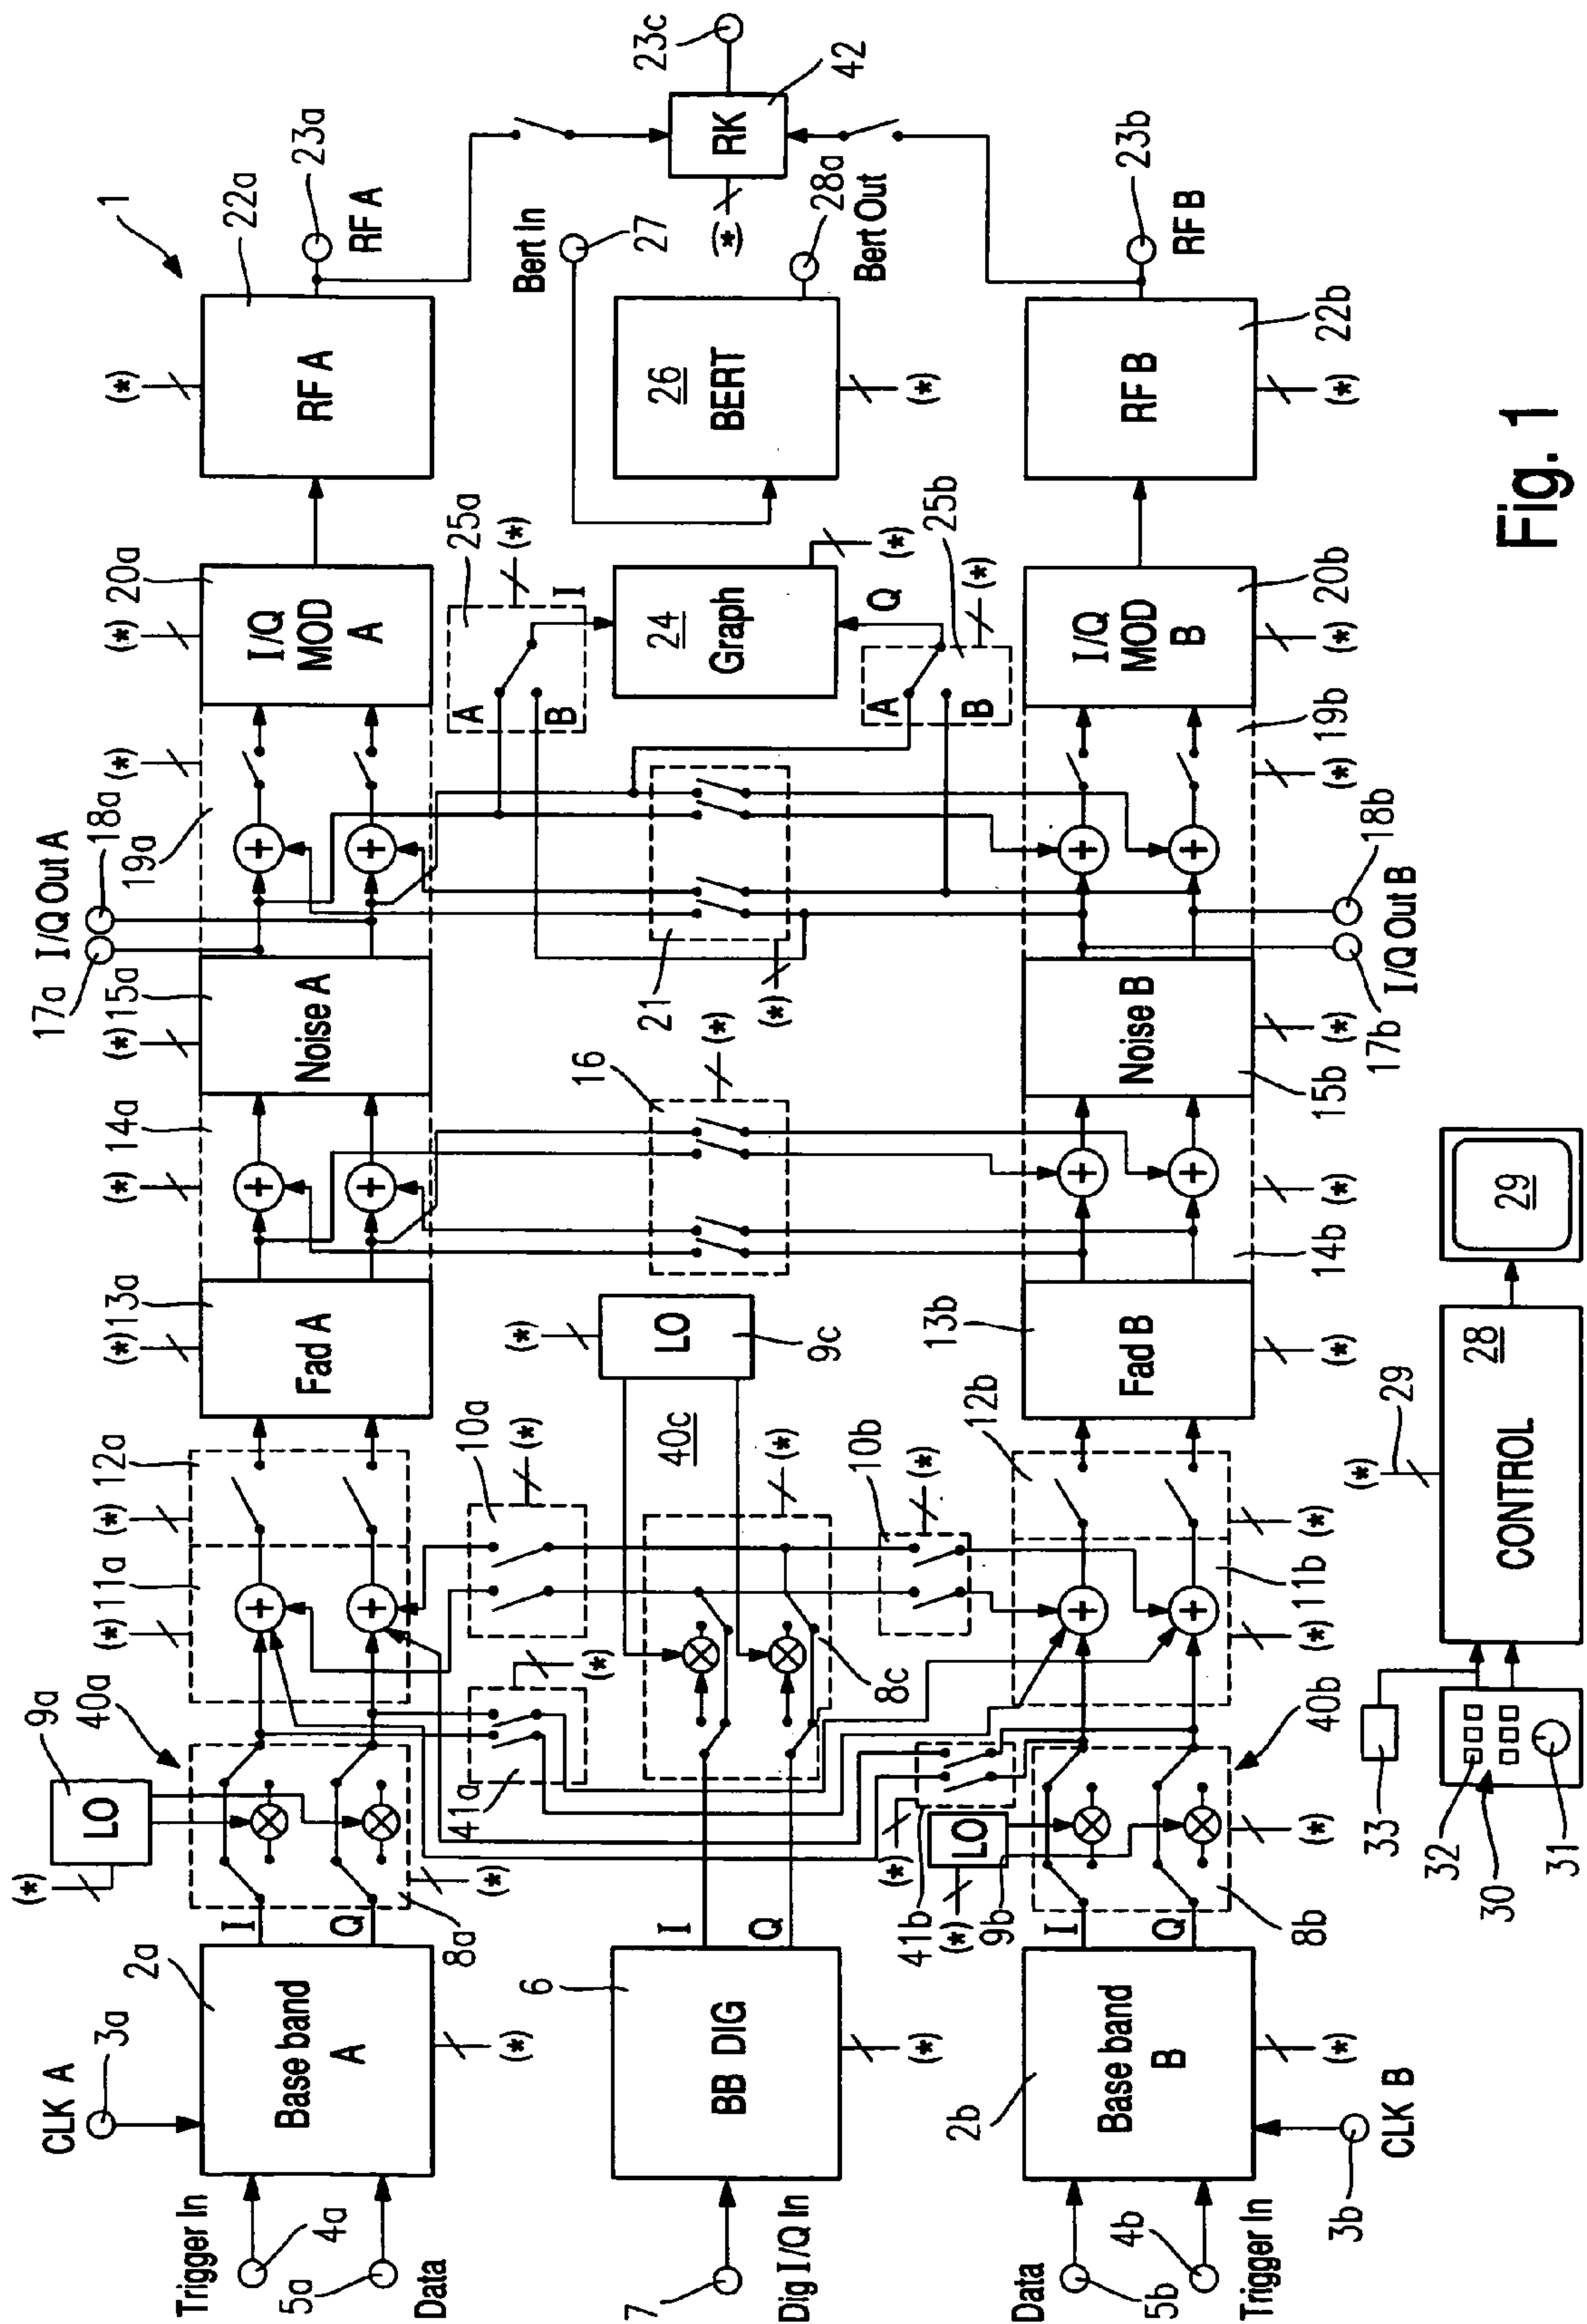 1
CLK A
3a
Trigger In
4a
5a
Data
2a
Base band
A
(*)
I
Q
8a
(*)
9a
LO
(*)
40a
(*)
11a
(*)
12a
(*)
13a
Fad A
(*)
14a
(*)
15a
Noise A
17a
I/Q Out A
18a
19a
(*)
(*)
20a
I/Q
MOD
A
(*)
22a
RF A
23a
RF A
41a
(*)
10a
(*)
7
Dig I/Q In
6
BB DIG
(*)
I
Q
8c
40c
(*)
(*)
LO
9c
10b
(*)
16
(*)
21
(*)
25a
(*)
A
B
I
24
Graph
(*)
Q
A
B
25b
(*)
Bert In
27
26
BERT
(*)
28a
Bert Out
RK
(*)
42
23c
Data
5b
4b
Trigger In
3b
CLK B
2b
Base band
B
(*)
I
Q
8b
(*)
41b
(*)
LO
(*)
9b
40b
11b
(*)
12b
(*)
13b
Fad B
(*)
14b
(*)
15b
Noise B
(*)
17b
I/Q Out B
18b
19b
(*)
20b
I/Q
MOD
B
(*)
22b
RF B
(*)
23b
RF B
33
32
30
31
CONTROL
28
(*)
29
29
Fig. 1